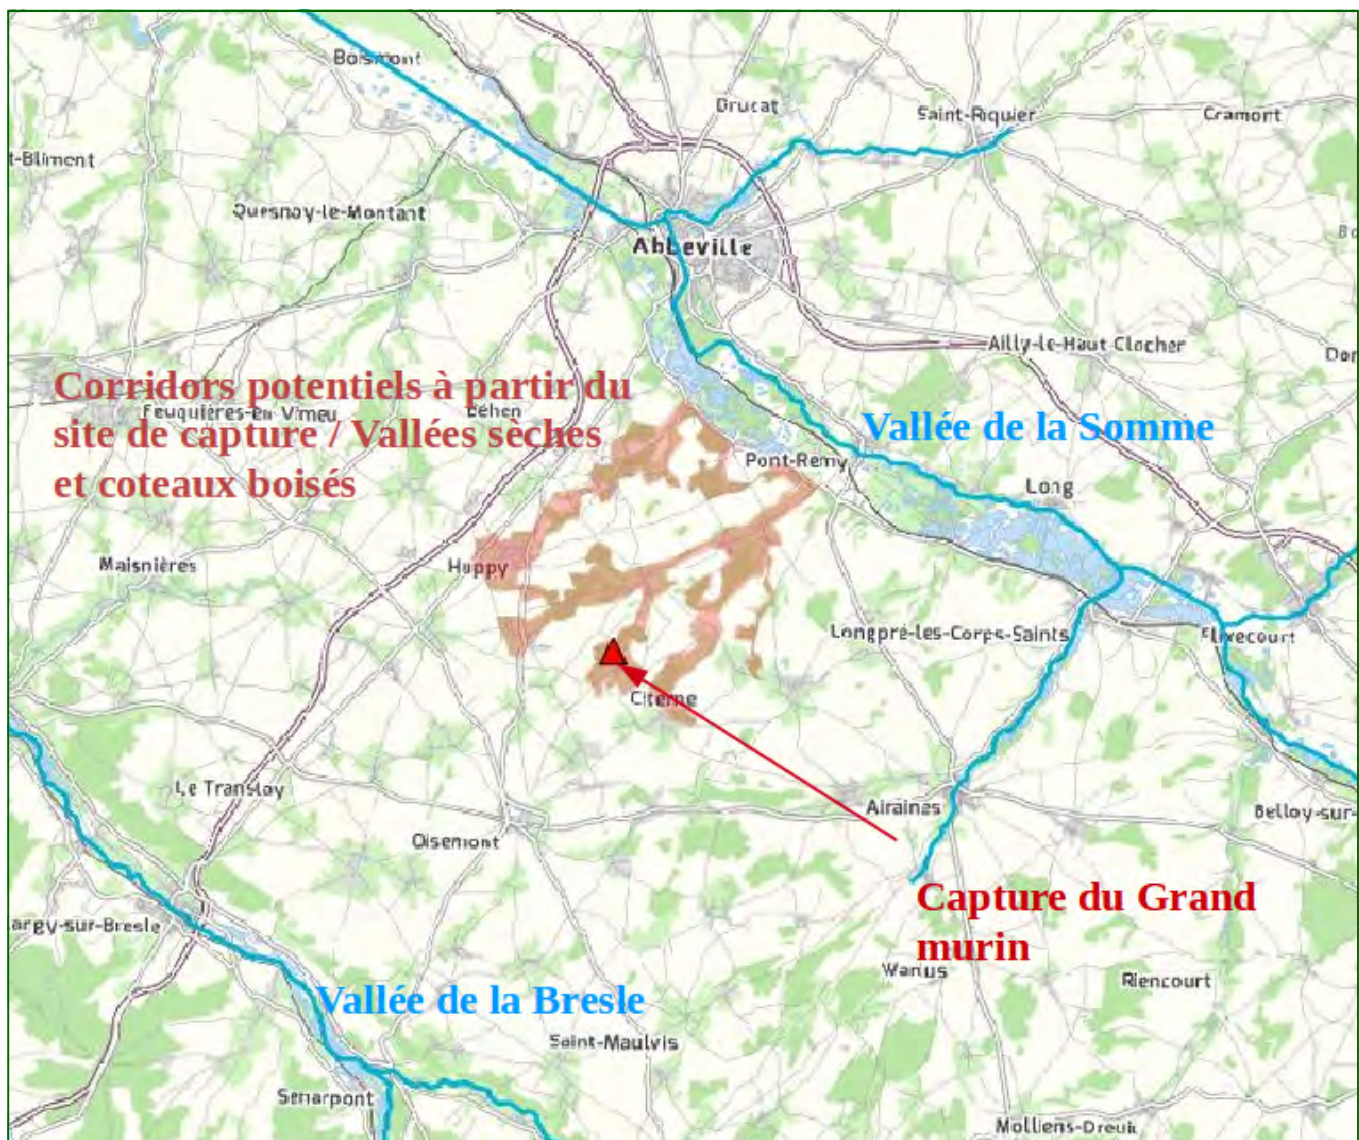 Boismont
Grucat
Saint-Riquier
Cramont
t-Bliment
Quesnoy-le-Montant
Abbeville
Ailly-le-Haut Clocher
Corridors potentiels à partir du
site de capture / Vallées sèches
et coteaux boisés
Feuquières-en Vimeu
Béhen
Vallée de la Somme
Pont-Remy
Long
Maisnières
Huppy
Longpré-les-Corps-Saints
Flixecourt
Citerne
Le Translay
Airaines
Belloy-sur-
Oisemont
Capture du Grand
murin
argy-sur-Bresle
Warlus
Riencourt
Vallée de la Bresle
Saint-Maulvis
Senarpont
Molliens-Dreuil